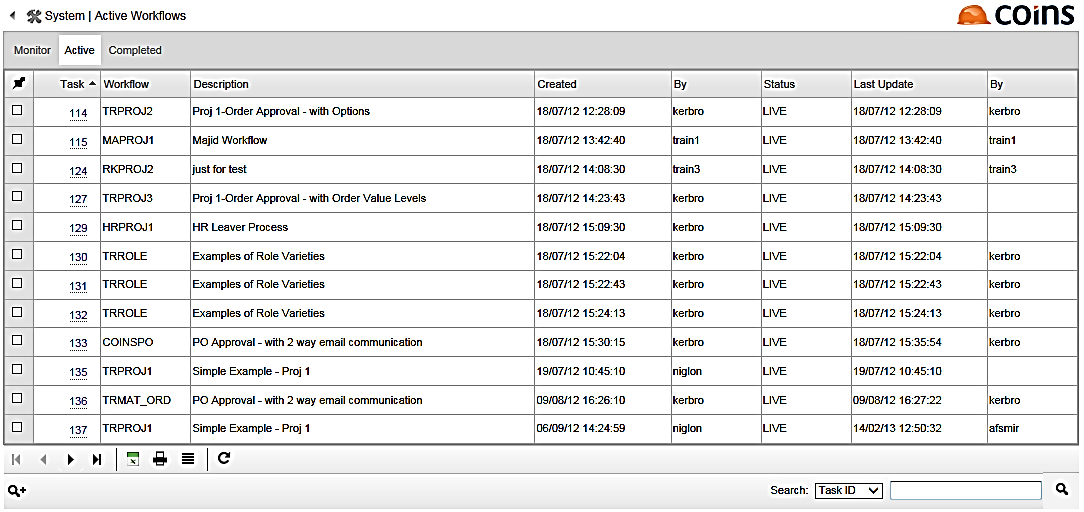 System | Active Workflows
coins
Monitor Active Completed
Task Workflow Description Created By Status Last Update By
114 TRPROJ2 Proj 1-Order Approval - with Options 18/07/12 12:28:09 kerbro LIVE 18/07/12 12:28:09 kerbro
115 MAPROJ1 Majid Workflow 18/07/12 13:42:40 train1 LIVE 18/07/12 13:42:40 train1
124 RKPROJ2 just for test 18/07/12 14:08:30 train3 LIVE 18/07/12 14:08:30 train3
127 TRPROJ3 Proj 1-Order Approval - with Order Value Levels 18/07/12 14:23:43 kerbro LIVE 18/07/12 14:23:43
129 HRPROJ1 HR Leaver Process 18/07/12 15:09:30 kerbro LIVE 18/07/12 15:09:30
130 TRROLE Examples of Role Varieties 18/07/12 15:22:04 kerbro LIVE 18/07/12 15:22:04 kerbro
131 TRROLE Examples of Role Varieties 18/07/12 15:22:43 kerbro LIVE 18/07/12 15:22:43 kerbro
132 TRROLE Examples of Role Varieties 18/07/12 15:24:13 kerbro LIVE 18/07/12 15:24:13 kerbro
133 COINSPO PO Approval - with 2 way email communication 18/07/12 15:30:15 kerbro LIVE 18/07/12 15:35:54 kerbro
135 TRPROJ1 Simple Example - Proj 1 19/07/12 10:45:10 niglon LIVE 19/07/12 10:45:10
136 TRMAT_ORD PO Approval - with 2 way email communication 09/08/12 16:26:10 kerbro LIVE 09/08/12 16:27:22 kerbro
137 TRPROJ1 Simple Example - Proj 1 06/09/12 14:24:59 niglon LIVE 14/02/13 12:50:32 afsmir
Search: Task ID